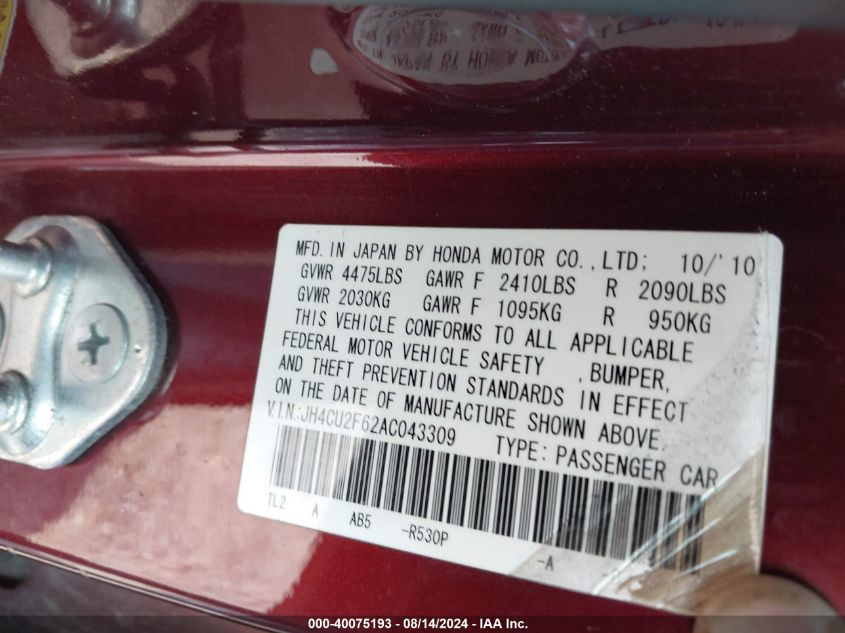 MFD. IN JAPAN BY HONDA MOTOR CO., LTD; 10/'10
GVWR 4475LBS GAWR F 2410LBS R 2090LBS
GVWR 2030KG GAWR F 1095KG R 950KG
THIS VEHICLE CONFORMS TO ALL APPLICABLE
FEDERAL MOTOR VEHICLE SAFETY , BUMPER,
AND THEFT PREVENTION STANDARDS IN EFFECT
ON THE DATE OF MANUFACTURE SHOWN ABOVE.
V.I.N.:JH4CU2F62AC043309 TYPE: PASSENGER CAR
TL2 A AB5 -R530P -A
000-40075193 - 08/14/2024 - IAA Inc.